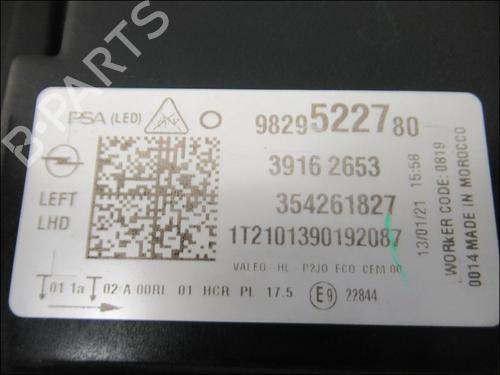 B-PARTS
PSA (LED)
9829522780
3916 2653
LEFT
LHD
354261827
1T2101390192087
VALEO - HL - P2JO ECO CEM 00
01 1a 02-A-00RL 01 HCR PL 17.5 E9 22844
13/01/21 15:58
WORKER CODE: 0819
0014 MADE IN MOROCCO